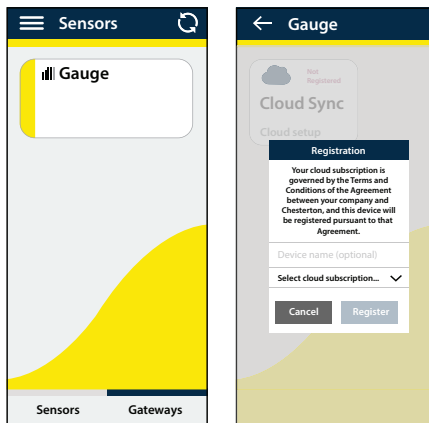 Sensors
Gauge
Sensors
Gateways
Gauge
Not
Registered
Cloud Sync
Cloud setup
Registration
Your cloud subscription is
governed by the Terms and
Conditions of the Agreement
between your company and
Chesterton, and this device will
be registered pursuant to that
Agreement.
Device name (optional)
Select cloud subscription...
Cancel
Register